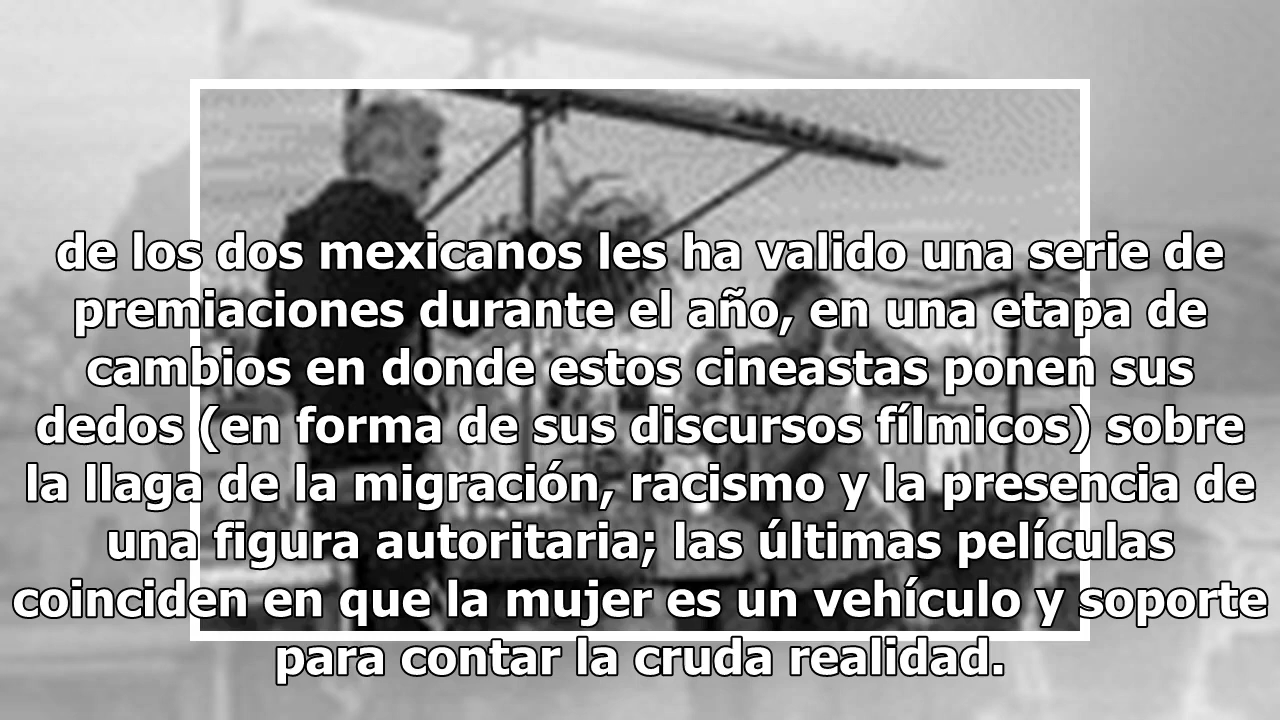 de los dos mexicanos les ha valido una serie de
premiaciones durante el año, en una etapa de
cambios en donde estos cineastas ponen sus
dedos (en forma de sus discursos fílmicos) sobre
la llaga de la migración, racismo y la presencia de
una figura autoritaria; las últimas películas
coinciden en que la mujer es un vehículo y soporte
para contar la cruda realidad.